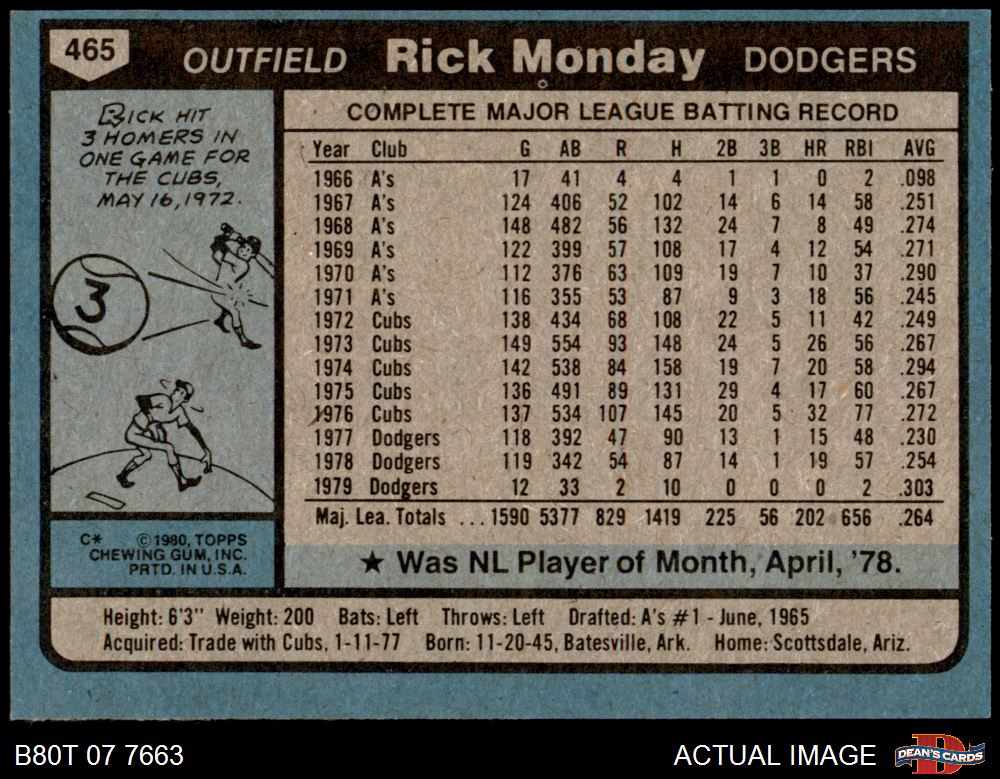 465 OUTFIELD Rick Monday DODGERS
RICK HIT
3 HOMERS IN
ONE GAME FOR
THE CUBS,
MAY 16, 1972.
3
COMPLETE MAJOR LEAGUE BATTING RECORD
Year Club G AB R H 2B 3B HR RBI AVG
1966 A's 17 41 4 4 1 1 0 2 .098
1967 A's 124 406 52 102 14 6 14 58 .251
1968 A's 148 482 56 132 24 7 8 49 .274
1969 A's 122 399 57 108 17 4 12 54 .271
1970 A's 112 376 63 109 19 7 10 37 .290
1971 A's 116 355 53 87 9 3 18 56 .245
1972 Cubs 138 434 68 108 22 5 11 42 .249
1973 Cubs 149 554 93 148 24 5 26 56 .267
1974 Cubs 142 538 84 158 19 7 20 58 .294
1975 Cubs 136 491 89 131 29 4 17 60 .267
1976 Cubs 137 534 107 145 20 5 32 77 .272
1977 Dodgers 118 392 47 90 13 1 15 48 .230
1978 Dodgers 119 342 54 87 14 1 19 57 .254
1979 Dodgers 12 33 2 10 0 0 0 2 .303
Maj. Lea. Totals ... 1590 5377 829 1419 225 56 202 656 .264
C* ©1980, TOPPS
CHEWING GUM, INC.
PRTD. IN U.S.A.
★ Was NL Player of Month, April, '78.
Height: 6'3" Weight: 200 Bats: Left Throws: Left Drafted: A's #1 - June, 1965
Acquired: Trade with Cubs, 1-11-77 Born: 11-20-45, Batesville, Ark. Home: Scottsdale, Ariz.
B80T 07 7663 ACTUAL IMAGE DEAN'S CARDS